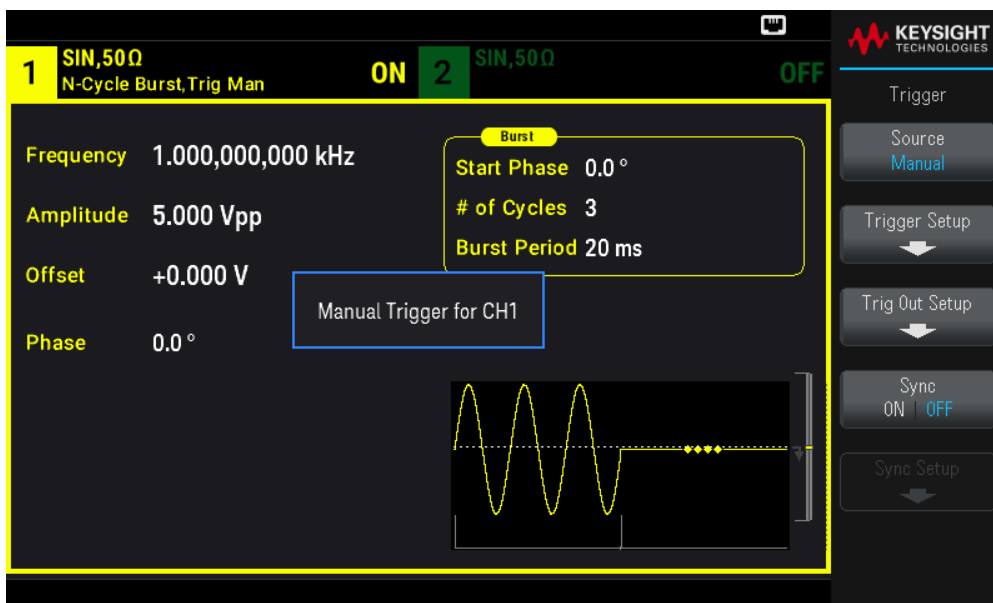 KEYSIGHT
TECHNOLOGIES
1 SIN,50Ω
N-Cycle Burst,Trig Man
ON
2 SIN,50Ω
OFF
Frequency 1.000,000,000 kHz
Amplitude 5.000 Vpp
Offset +0.000 V
Phase 0.0 °
Burst
Start Phase 0.0 °
# of Cycles 3
Burst Period 20 ms
Manual Trigger for CH1
Trigger
Source
Manual
Trigger Setup
Trig Out Setup
Sync
ON | OFF
Sync Setup